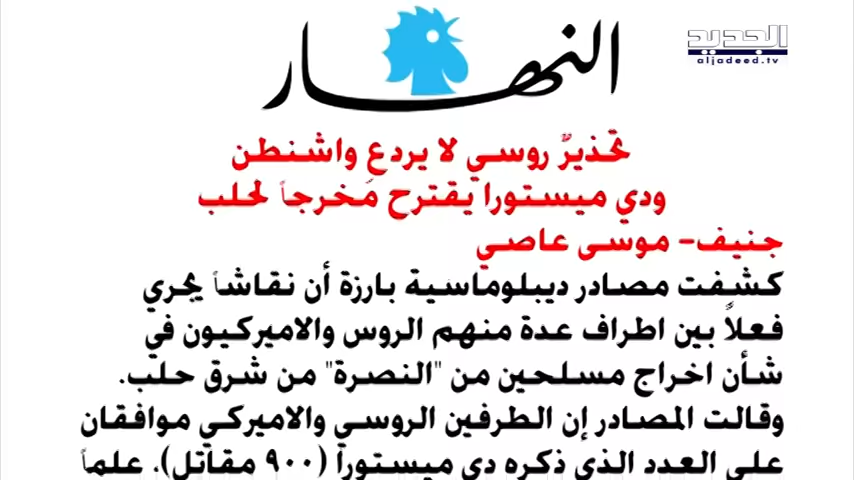 النهار
الجديد
aljadeed.tv
تحذيرٌ روسي لا يردع واشنطن
ودي ميستورا يقترح مَخرجاً لحلب
جنيف- موسى عاصي
كشفت مصادر ديبلوماسية بارزة أن نقاشاً يجري
فعلاً بين اطراف عدة منهم الروس والاميركيون في
شأن اخراج مسلحين من "النصرة" من شرق حلب.
وقالت المصادر إن الطرفين الروسي والاميركي موافقان
على العدد الذي ذكره دي ميستورا (٩٠٠ مقاتل). علماً